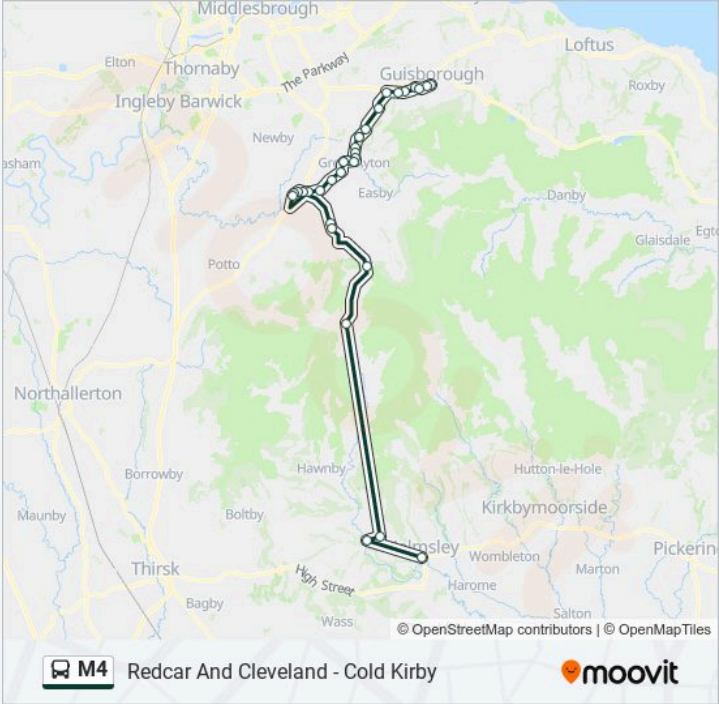 Middlesbrough
Loftus
Elton
Thornaby
The Parkway
Guisborough
Roxby
Ingleby Barwick
Newby
asham
Easby
Danby
Glaisdale
Potto
Northallerton
Hawnby
Hutton-le-Hole
Borrowby
Kirkbymoorside
Maunby
Boltby
lmsley
Wombleton
Pickering
Thirsk
High Street
Marton
Harome
Bagby
Salton
Wass
© OpenStreetMap contributors | © OpenMapTiles
M4 Redcar And Cleveland - Cold Kirby
moovit